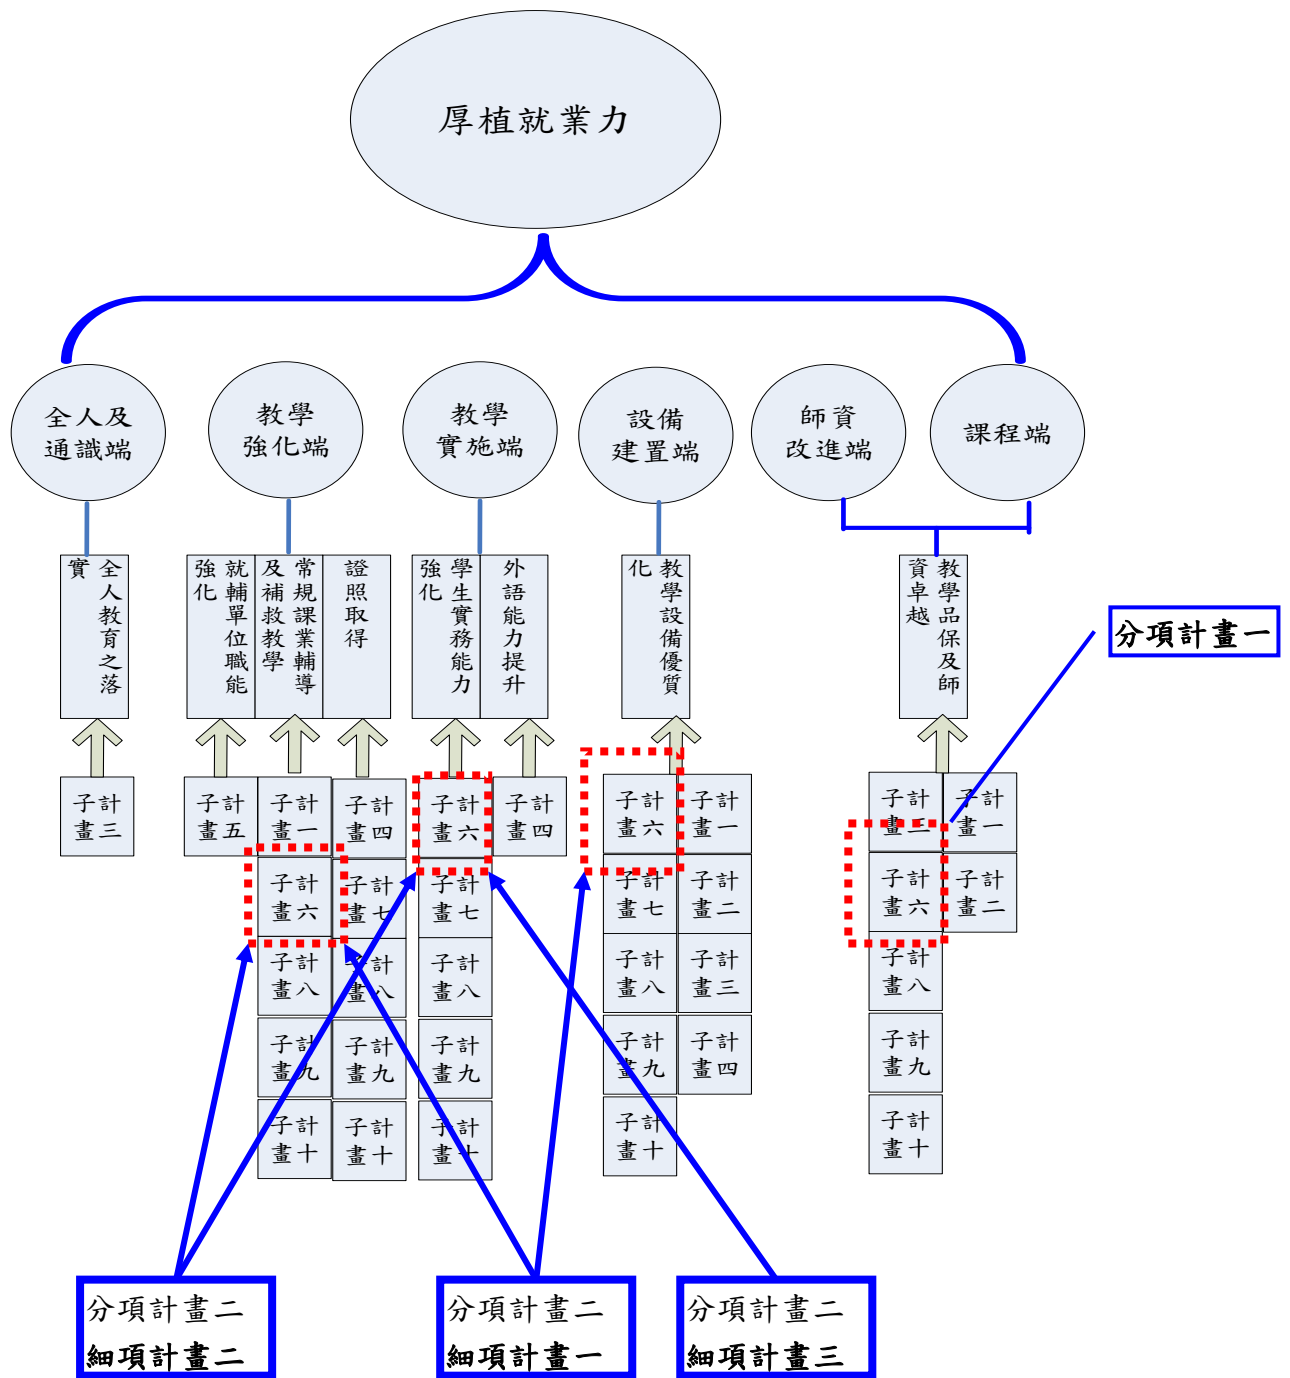 厚植就業力
全人及
通識端
教學
強化端
教學
實施端
設備
建置端
師資
改進端
課程端
全人教育之落
實
就輔單位職能
強化
常規課業輔導
及補救教學
證照取得
學生實務能力
強化
外語能力提升
教學設備優質
化
教學品保及師
資卓越
分項計畫一
子計
畫三
子計
畫五
子計
畫一
子計
畫六
子計
畫八
子計
畫九
子計
畫十
子計
畫四
子計
畫七
子計
畫八
子計
畫九
子計
畫十
子計
畫六
子計
畫七
子計
畫八
子計
畫九
子計
畫十
子計
畫四
子計
畫六
子計
畫七
子計
畫八
子計
畫九
子計
畫十
子計
畫一
子計
畫二
子計
畫三
子計
畫四
子計
畫三
子計
畫六
子計
畫八
子計
畫九
子計
畫十
子計
畫一
子計
畫二
分項計畫二
細項計畫二
分項計畫二
細項計畫一
分項計畫二
細項計畫三